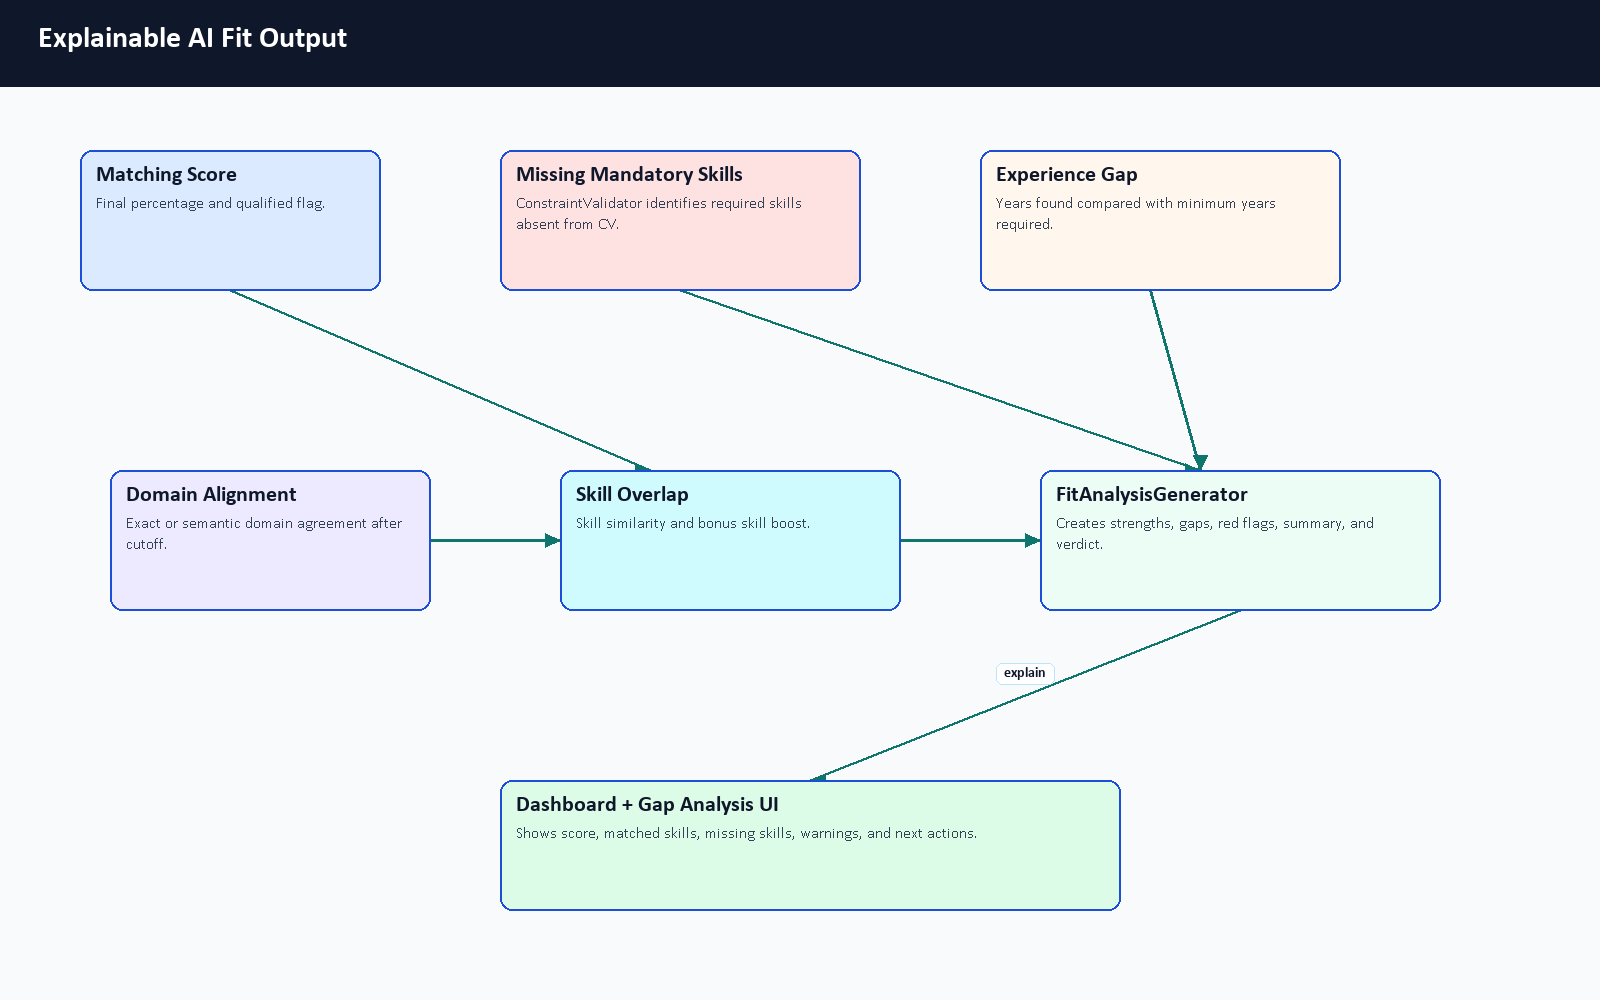 Explainable AI Fit Output
Matching Score
Final percentage and qualified flag.
Missing Mandatory Skills
ConstraintValidator identifies required skills
absent from CV.
Experience Gap
Years found compared with minimum years
required.
Domain Alignment
Exact or semantic domain agreement after
cutoff.
Skill Overlap
Skill similarity and bonus skill boost.
FitAnalysisGenerator
Creates strengths, gaps, red flags, summary, and
verdict.
explain
Dashboard + Gap Analysis UI
Shows score, matched skills, missing skills, warnings, and next actions.